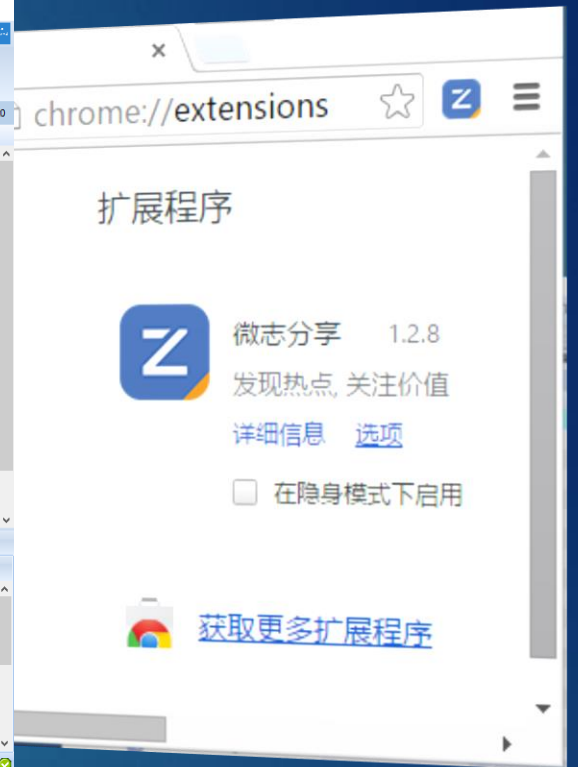 chrome://extensions
扩展程序
微志分享 1.2.8
发现热点, 关注价值
详细信息 选项
在隐身模式下启用
获取更多扩展程序